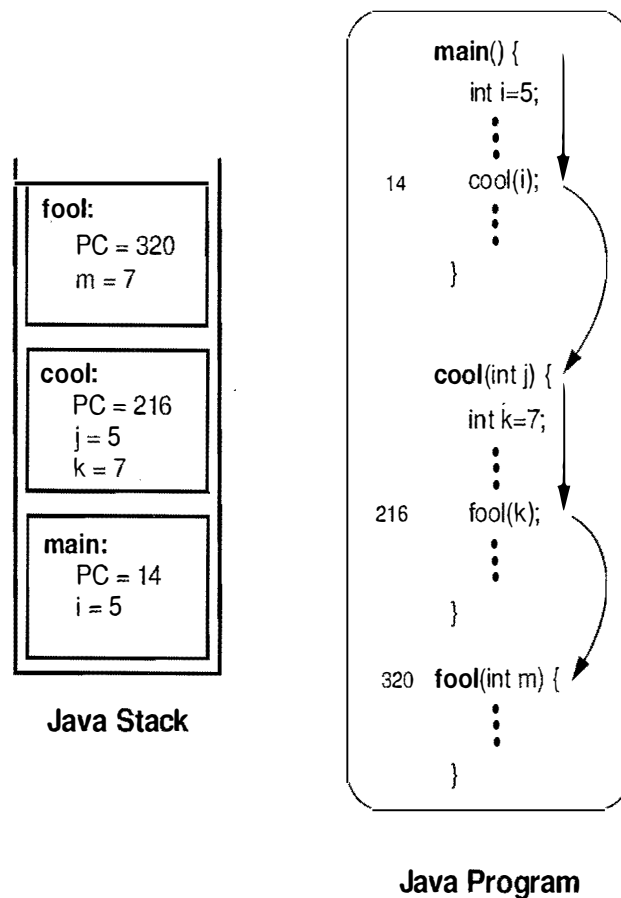 fool:
PC = 320
m = 7
cool:
PC = 216
j = 5
k = 7
main:
PC = 14
i = 5
Java Stack
main() {
int i=5;
14 cool(i);
}
cool(int j) {
int k=7;
216 fool(k);
}
320 fool(int m) {
}
Java Program